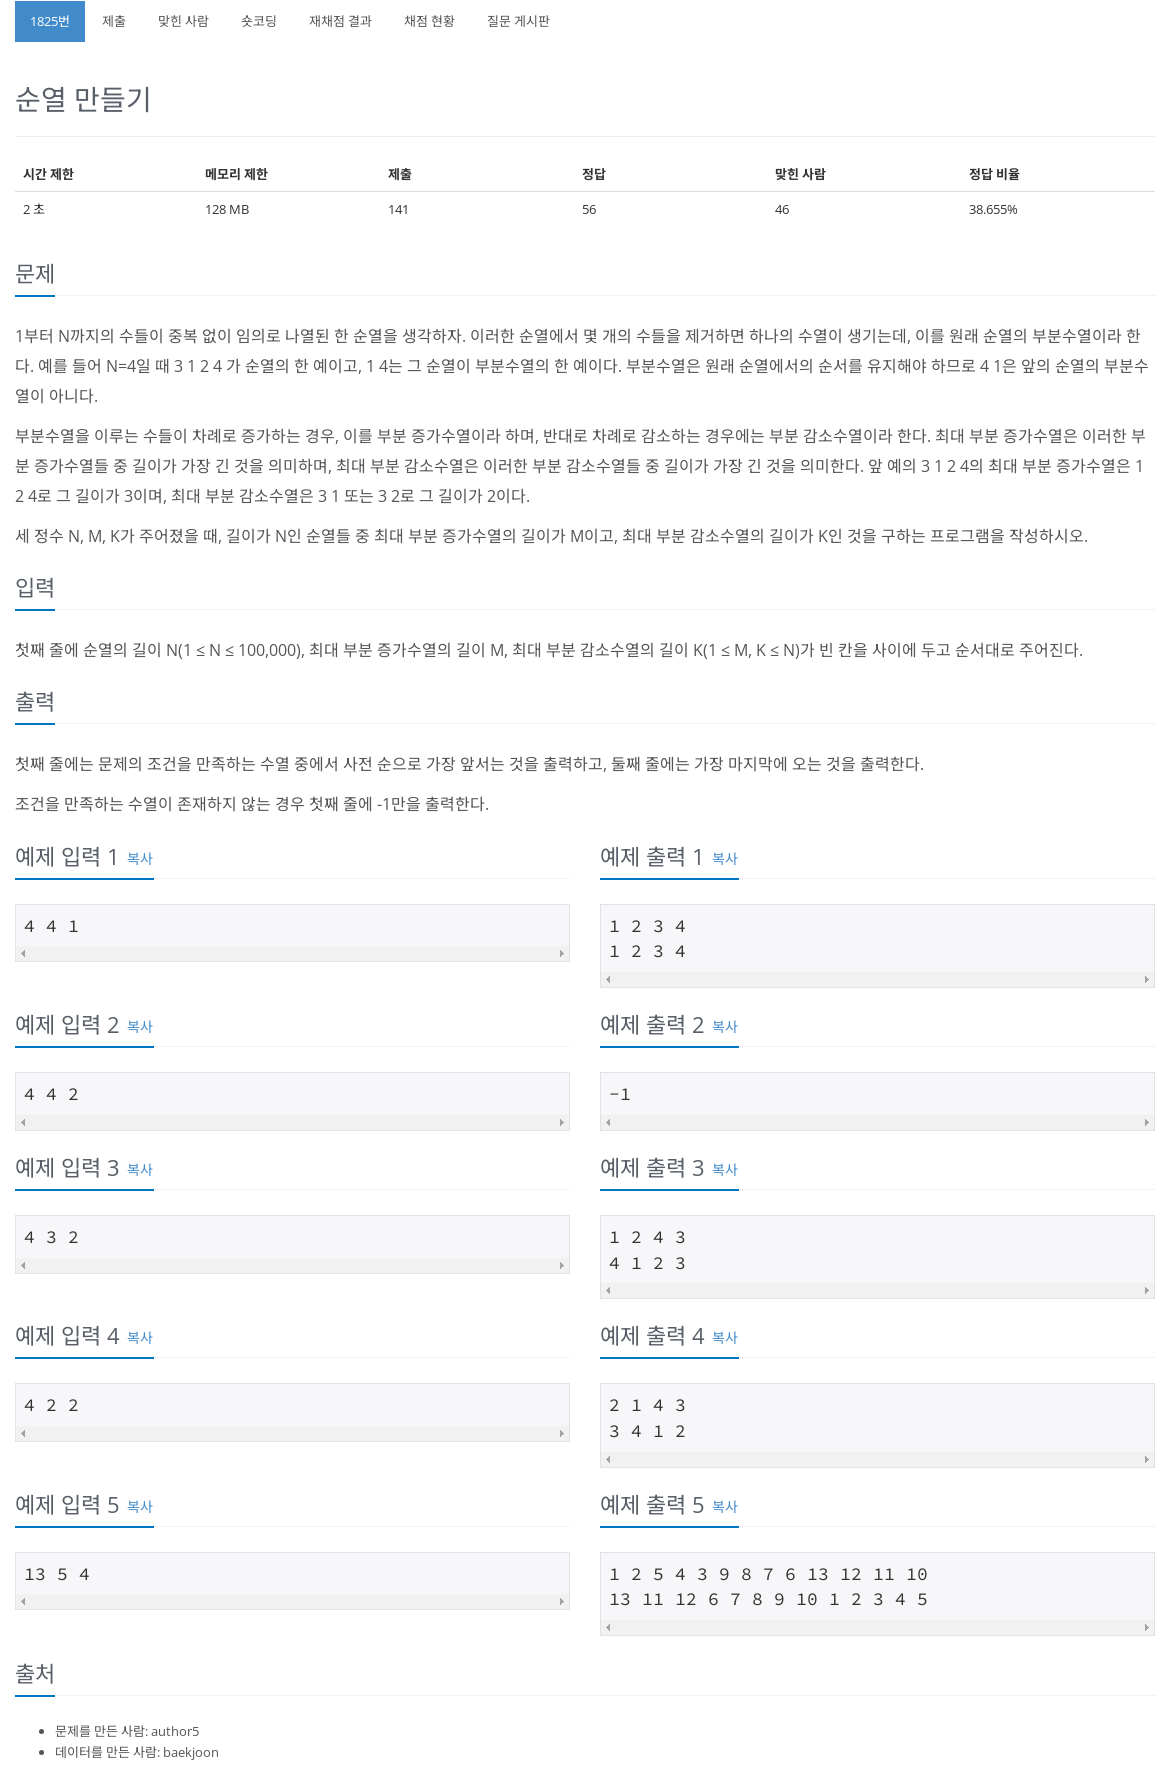 1825번 제출 맞힌 사람 숏코딩 재채점 결과 채점 현황 질문 게시판
순열 만들기
시간 제한 메모리 제한 제출 정답 맞힌 사람 정답 비율
2 초 128 MB 141 56 46 38.655%
문제
1부터 N까지의 수들이 중복 없이 임의로 나열된 한 순열을 생각하자. 이러한 순열에서 몇 개의 수들을 제거하면 하나의 수열이 생기는데, 이를 원래 순열의 부분수열이라 한
다. 예를 들어 N=4일 때 3 1 2 4 가 순열의 한 예이고, 1 4는 그 순열이 부분수열의 한 예이다. 부분수열은 원래 순열에서의 순서를 유지해야 하므로 4 1은 앞의 순열의 부분수
열이 아니다.
부분수열을 이루는 수들이 차례로 증가하는 경우, 이를 부분 증가수열이라 하며, 반대로 차례로 감소하는 경우에는 부분 감소수열이라 한다. 최대 부분 증가수열은 이러한 부
분 증가수열들 중 길이가 가장 긴 것을 의미하며, 최대 부분 감소수열은 이러한 부분 감소수열들 중 길이가 가장 긴 것을 의미한다. 앞 예의 3 1 2 4의 최대 부분 증가수열은 1
2 4로 그 길이가 3이며, 최대 부분 감소수열은 3 1 또는 3 2로 그 길이가 2이다.
세 정수 N, M, K가 주어졌을 때, 길이가 N인 순열들 중 최대 부분 증가수열의 길이가 M이고, 최대 부분 감소수열의 길이가 K인 것을 구하는 프로그램을 작성하시오.
입력
첫째 줄에 순열의 길이 N(1 ≤ N ≤ 100,000), 최대 부분 증가수열의 길이 M, 최대 부분 감소수열의 길이 K(1 ≤ M, K ≤ N)가 빈 칸을 사이에 두고 순서대로 주어진다.
출력
첫째 줄에는 문제의 조건을 만족하는 수열 중에서 사전 순으로 가장 앞서는 것을 출력하고, 둘째 줄에는 가장 마지막에 오는 것을 출력한다.
조건을 만족하는 수열이 존재하지 않는 경우 첫째 줄에 -1만을 출력한다.
예제 입력 1 복사
4 4 1
예제 출력 1 복사
1 2 3 4
1 2 3 4
예제 입력 2 복사
4 4 2
예제 출력 2 복사
-1
예제 입력 3 복사
4 3 2
예제 출력 3 복사
1 2 4 3
4 1 2 3
예제 입력 4 복사
4 2 2
예제 출력 4 복사
2 1 4 3
3 4 1 2
예제 입력 5 복사
13 5 4
예제 출력 5 복사
1 2 5 4 3 9 8 7 6 13 12 11 10
13 11 12 6 7 8 9 10 1 2 3 4 5
출처
문제를 만든 사람: author5
데이터를 만든 사람: baekjoon